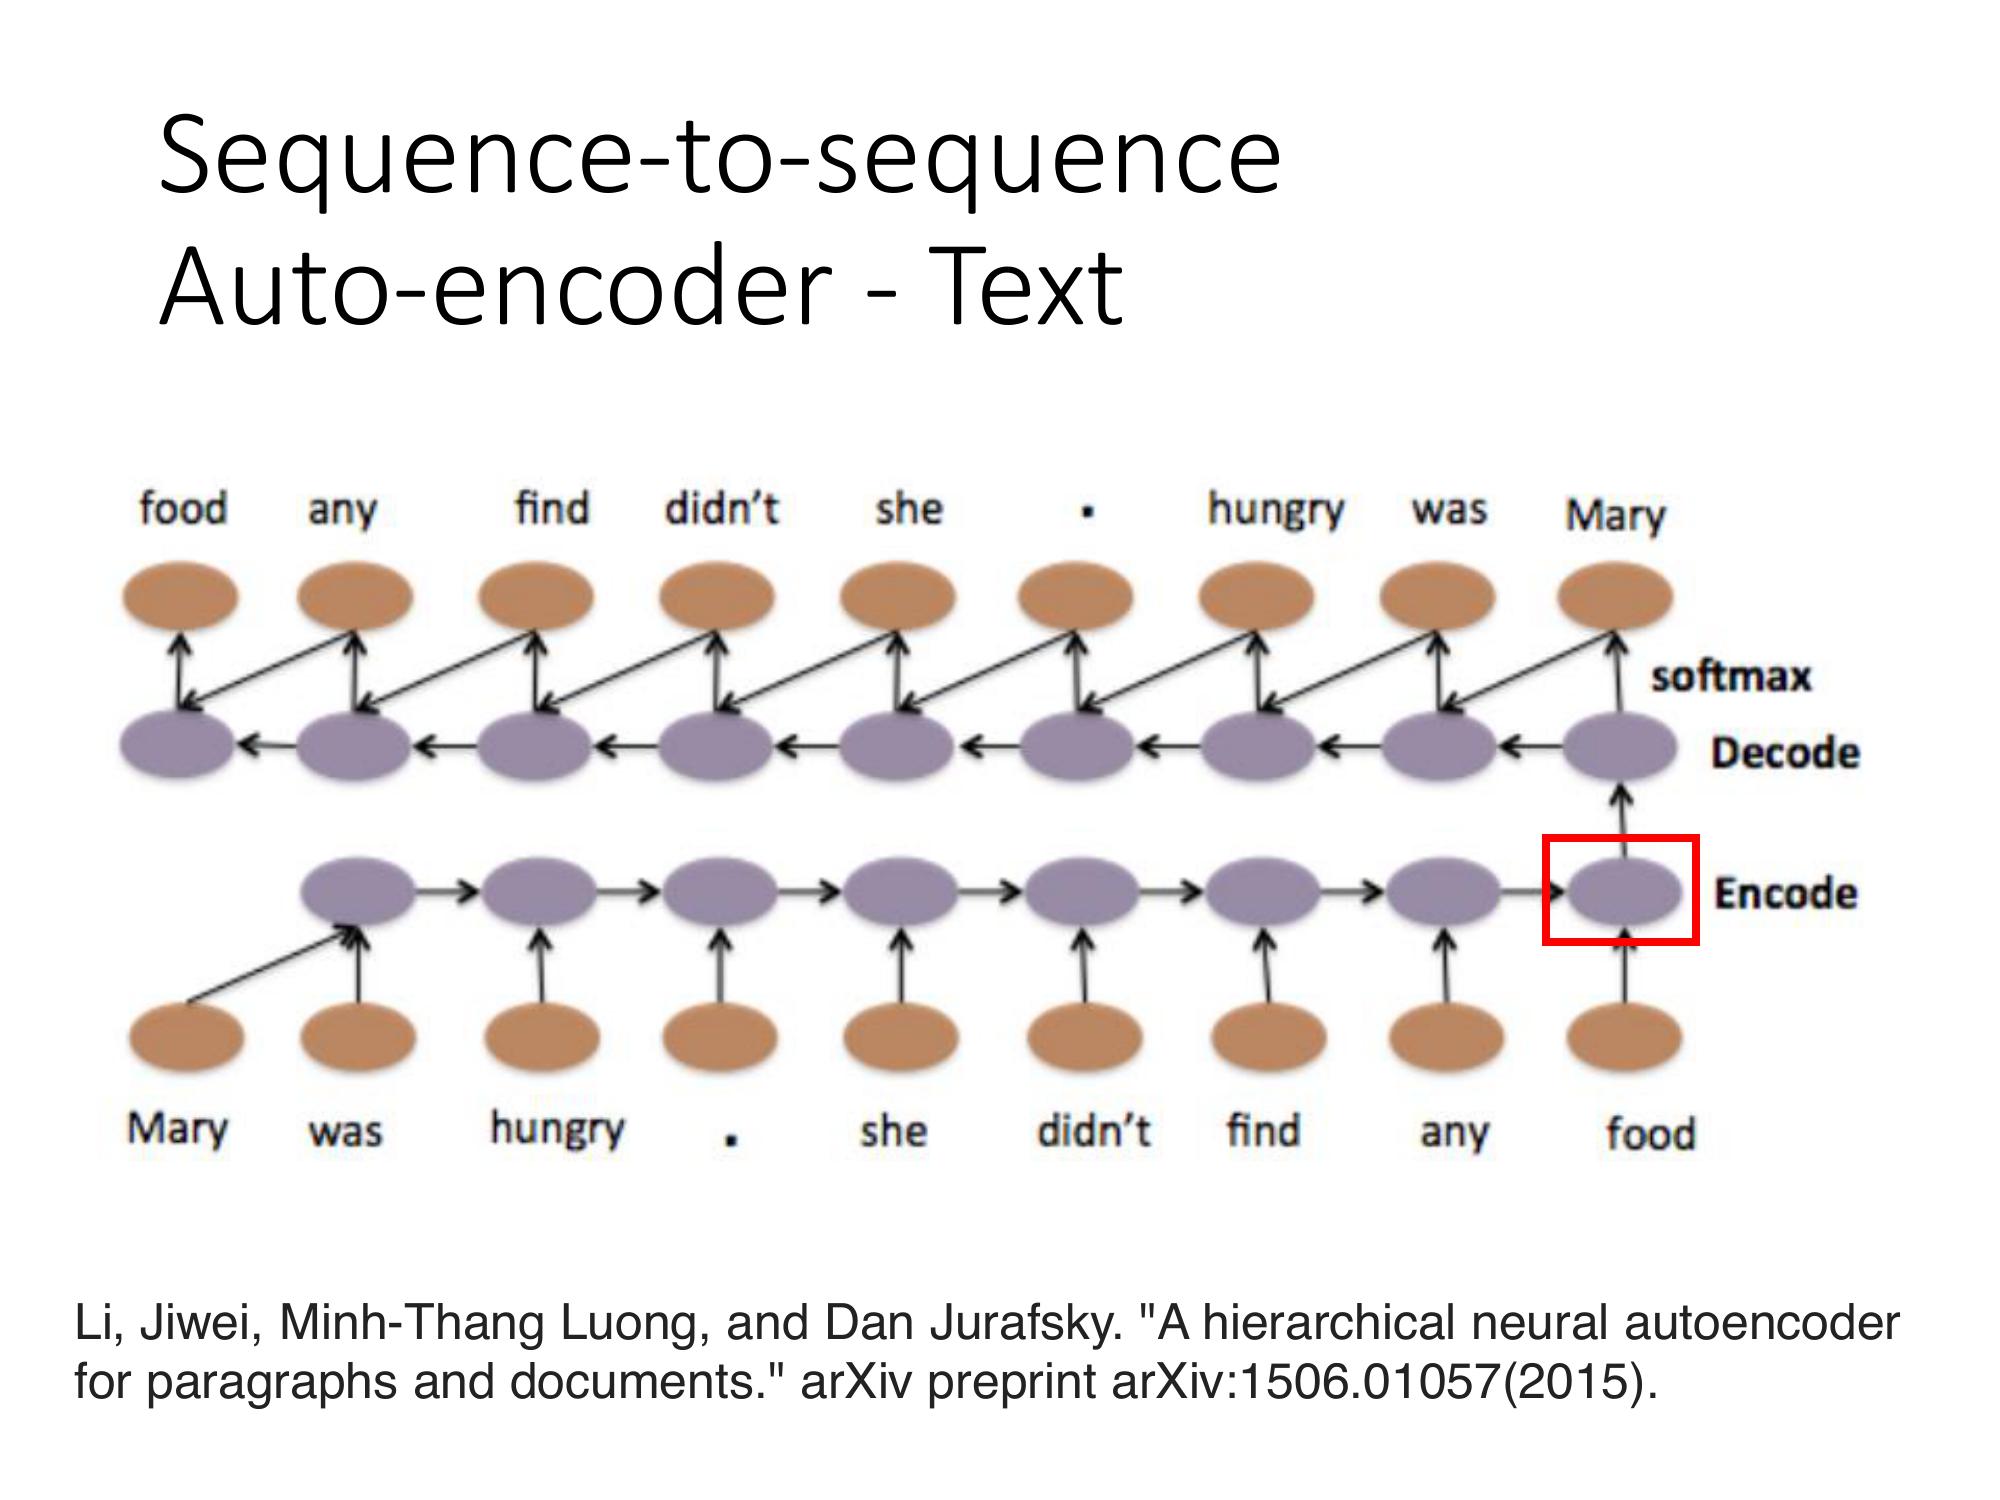 Sequence-to-sequence
Auto-encoder - Text
food any find didn't she . hungry was Mary
softmax
Decode
Encode
Mary was hungry . she didn't find any food
Li, Jiwei, Minh-Thang Luong, and Dan Jurafsky. "A hierarchical neural autoencoder
for paragraphs and documents." arXiv preprint arXiv:1506.01057(2015).